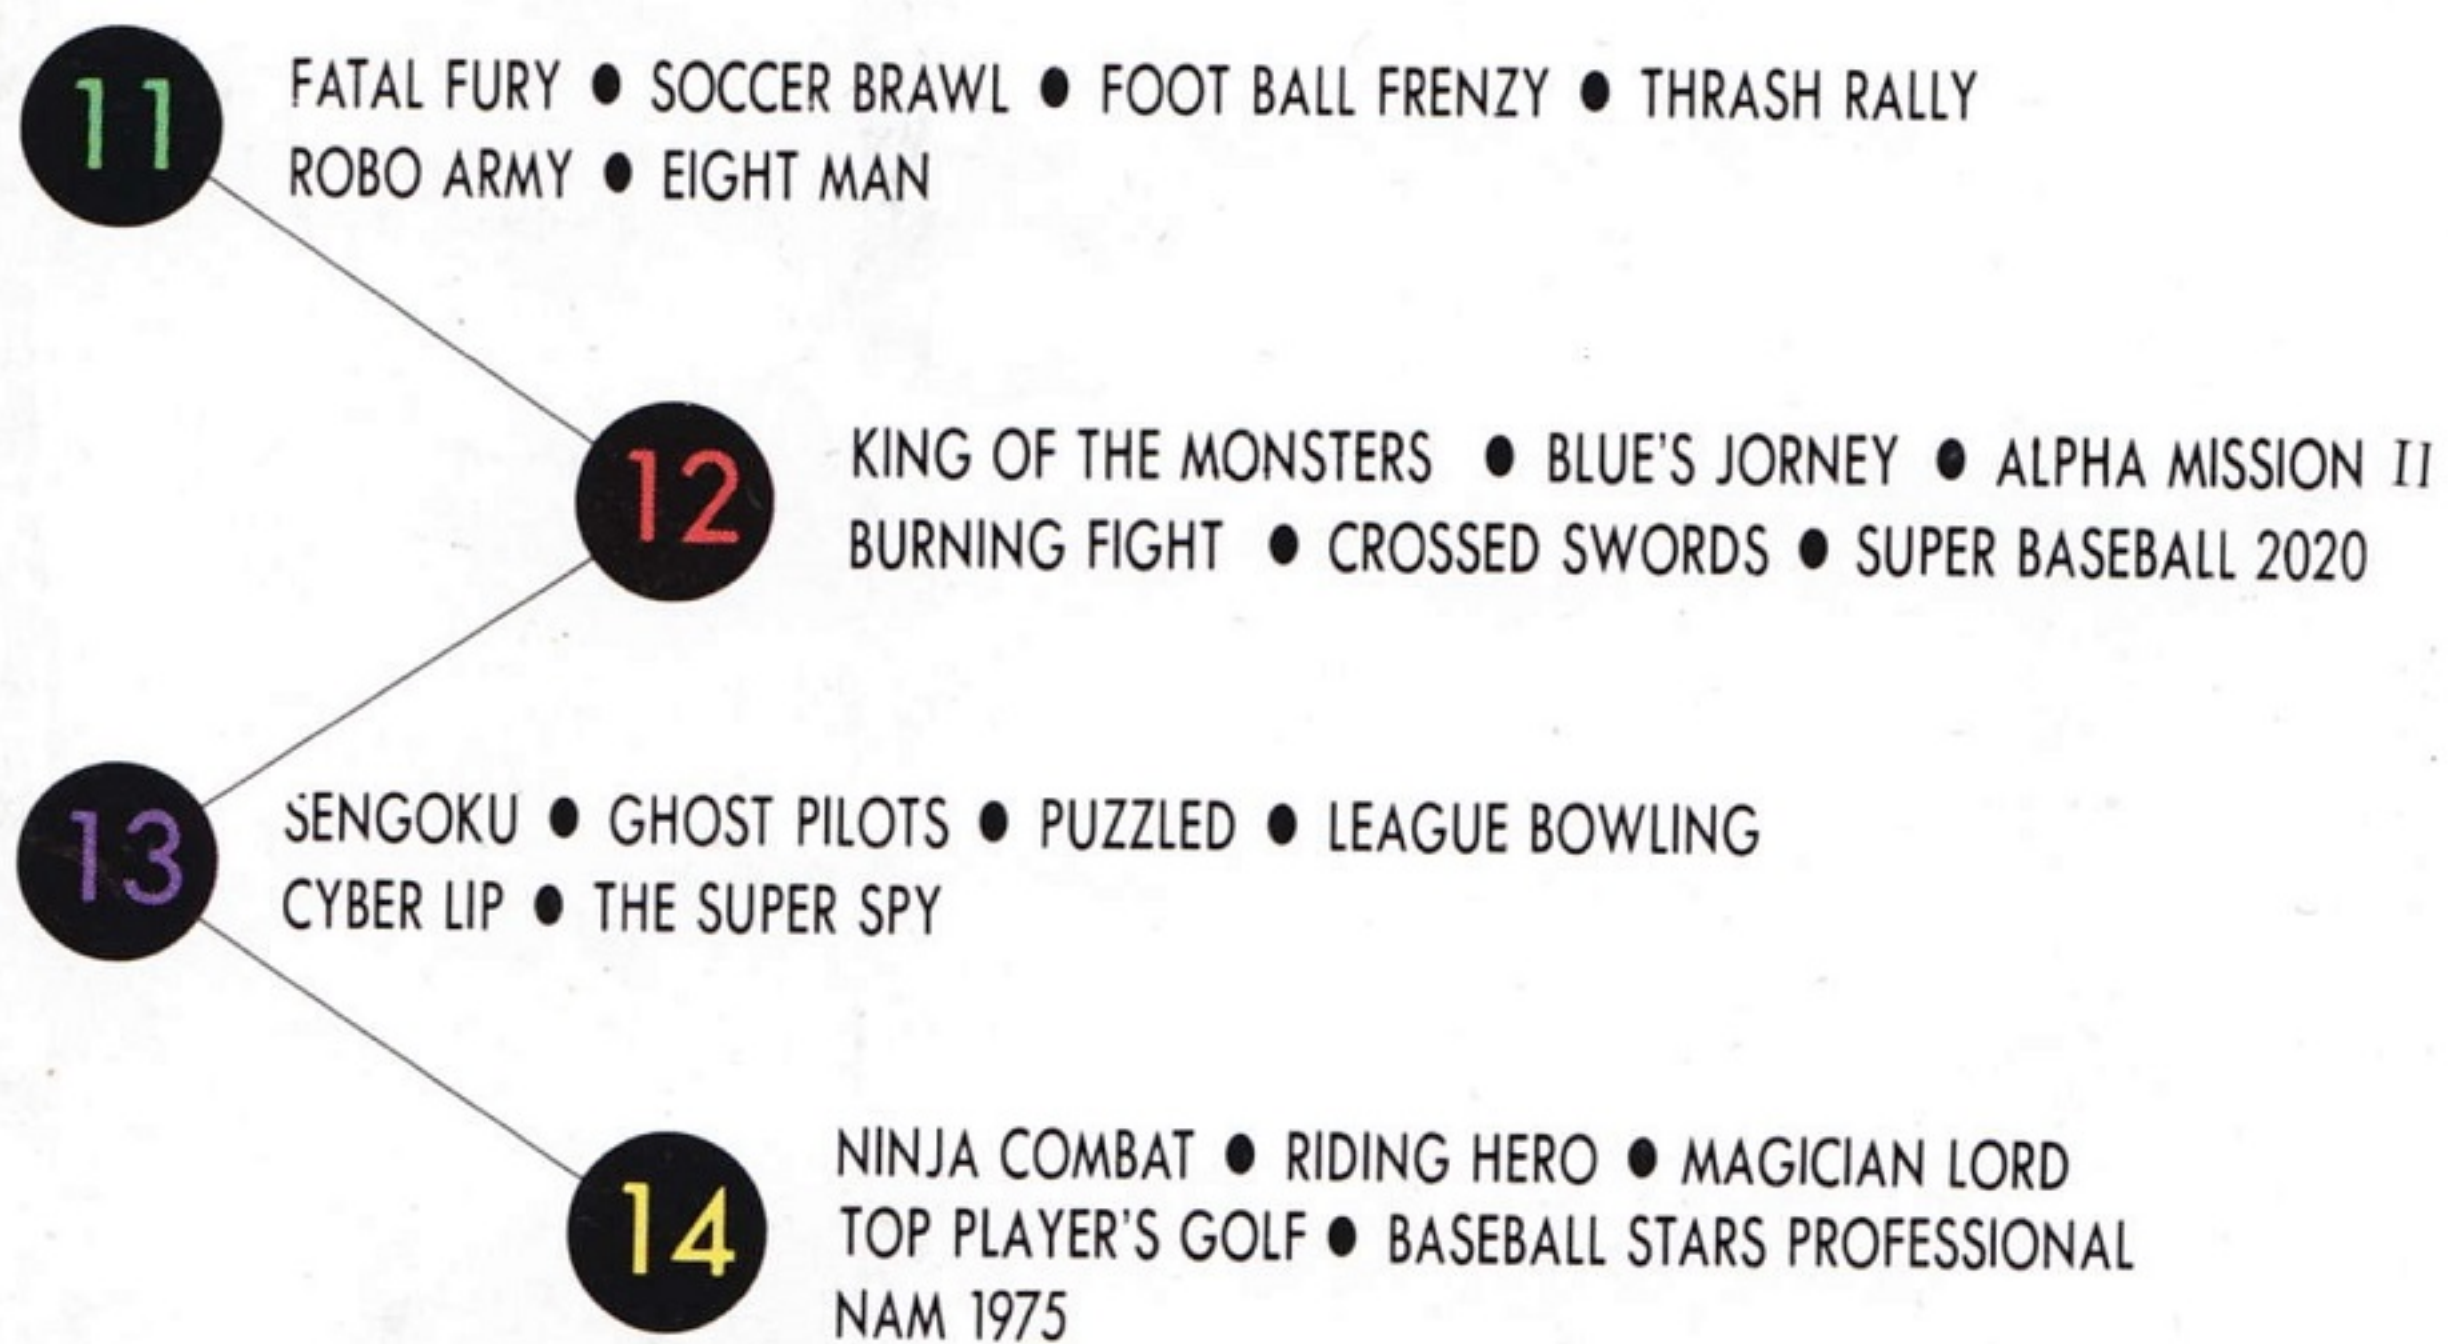 11
FATAL FURY ● SOCCER BRAWL ● FOOT BALL FRENZY ● THRASH RALLY
ROBO ARMY ● EIGHT MAN
12
KING OF THE MONSTERS ● BLUE'S JORNEY ● ALPHA MISSION II
BURNING FIGHT ● CROSSED SWORDS ● SUPER BASEBALL 2020
13
SENGOKU ● GHOST PILOTS ● PUZZLED ● LEAGUE BOWLING
CYBER LIP ● THE SUPER SPY
14
NINJA COMBAT ● RIDING HERO ● MAGICIAN LORD
TOP PLAYER'S GOLF ● BASEBALL STARS PROFESSIONAL
NAM 1975